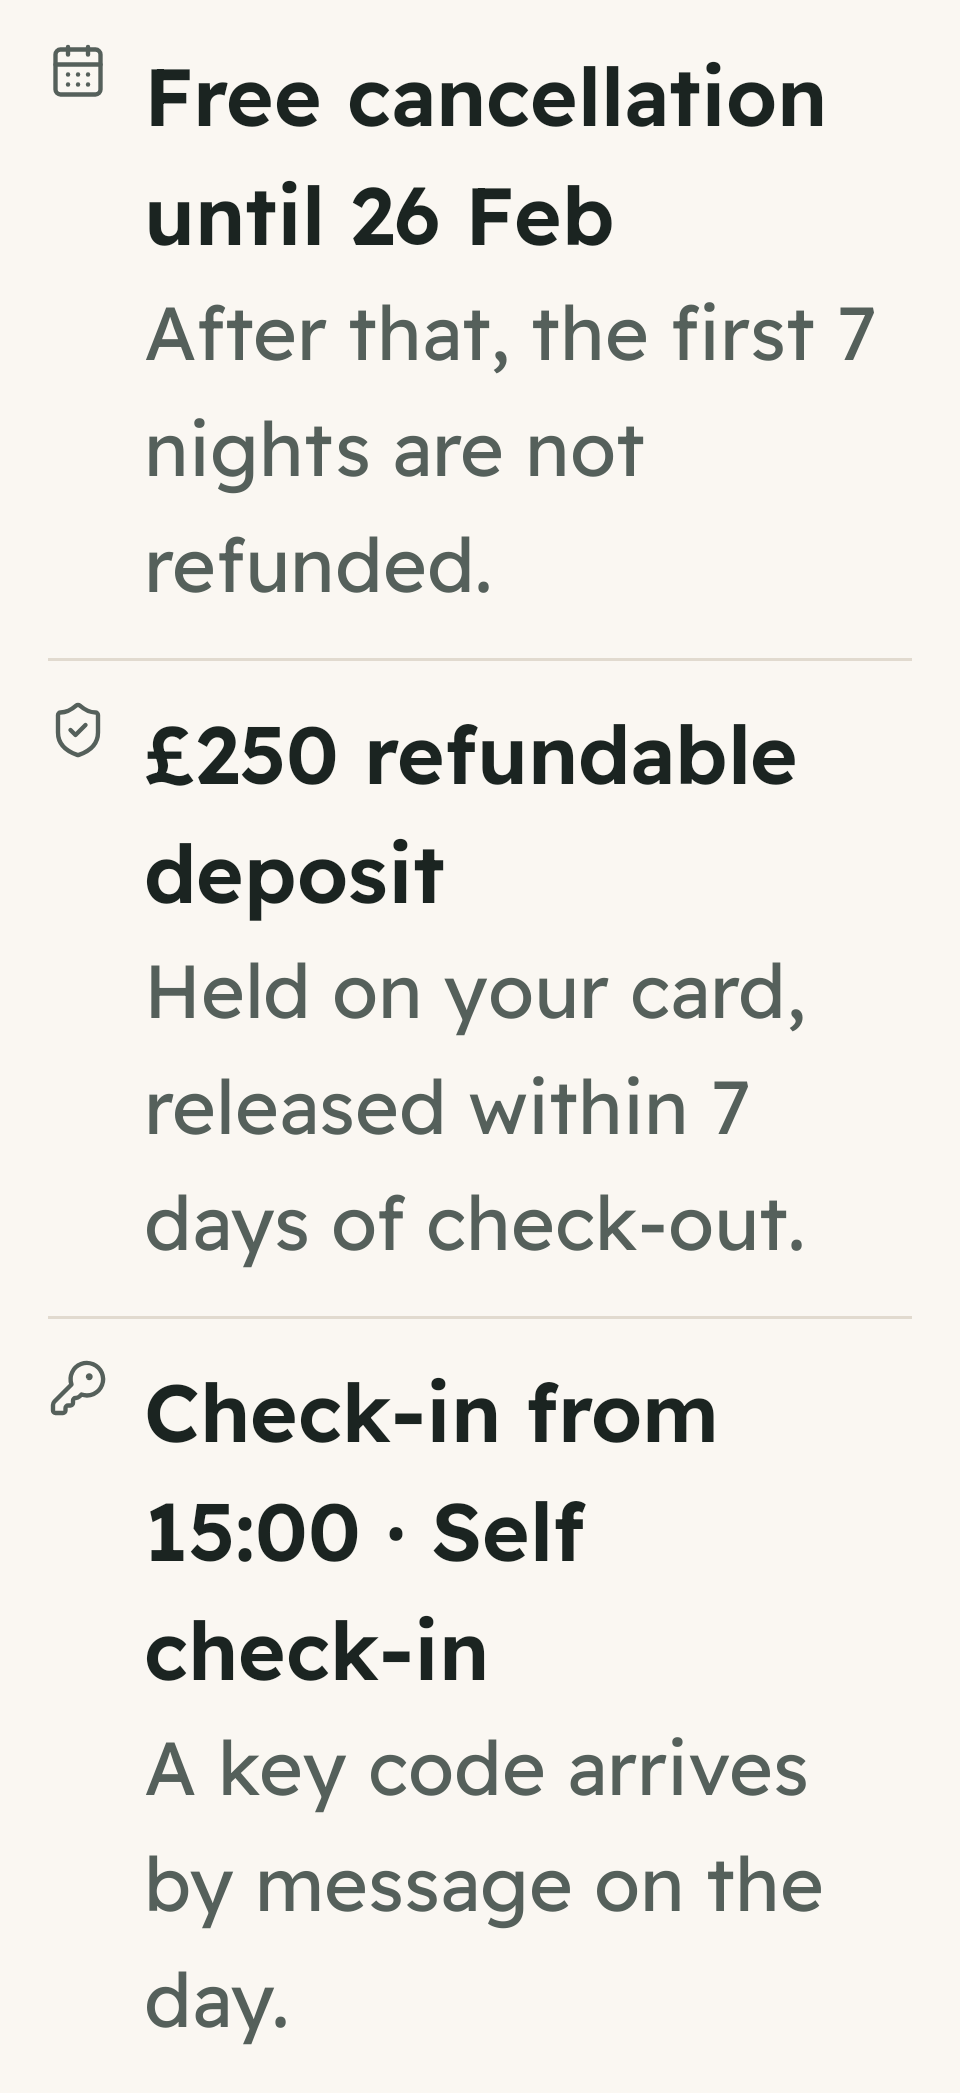 Free cancellation
until 26 Feb
After that, the first 7
nights are not
refunded.
£250 refundable
deposit
Held on your card,
released within 7
days of check-out.
Check-in from
15:00 · Self
check-in
A key code arrives
by message on the
day.